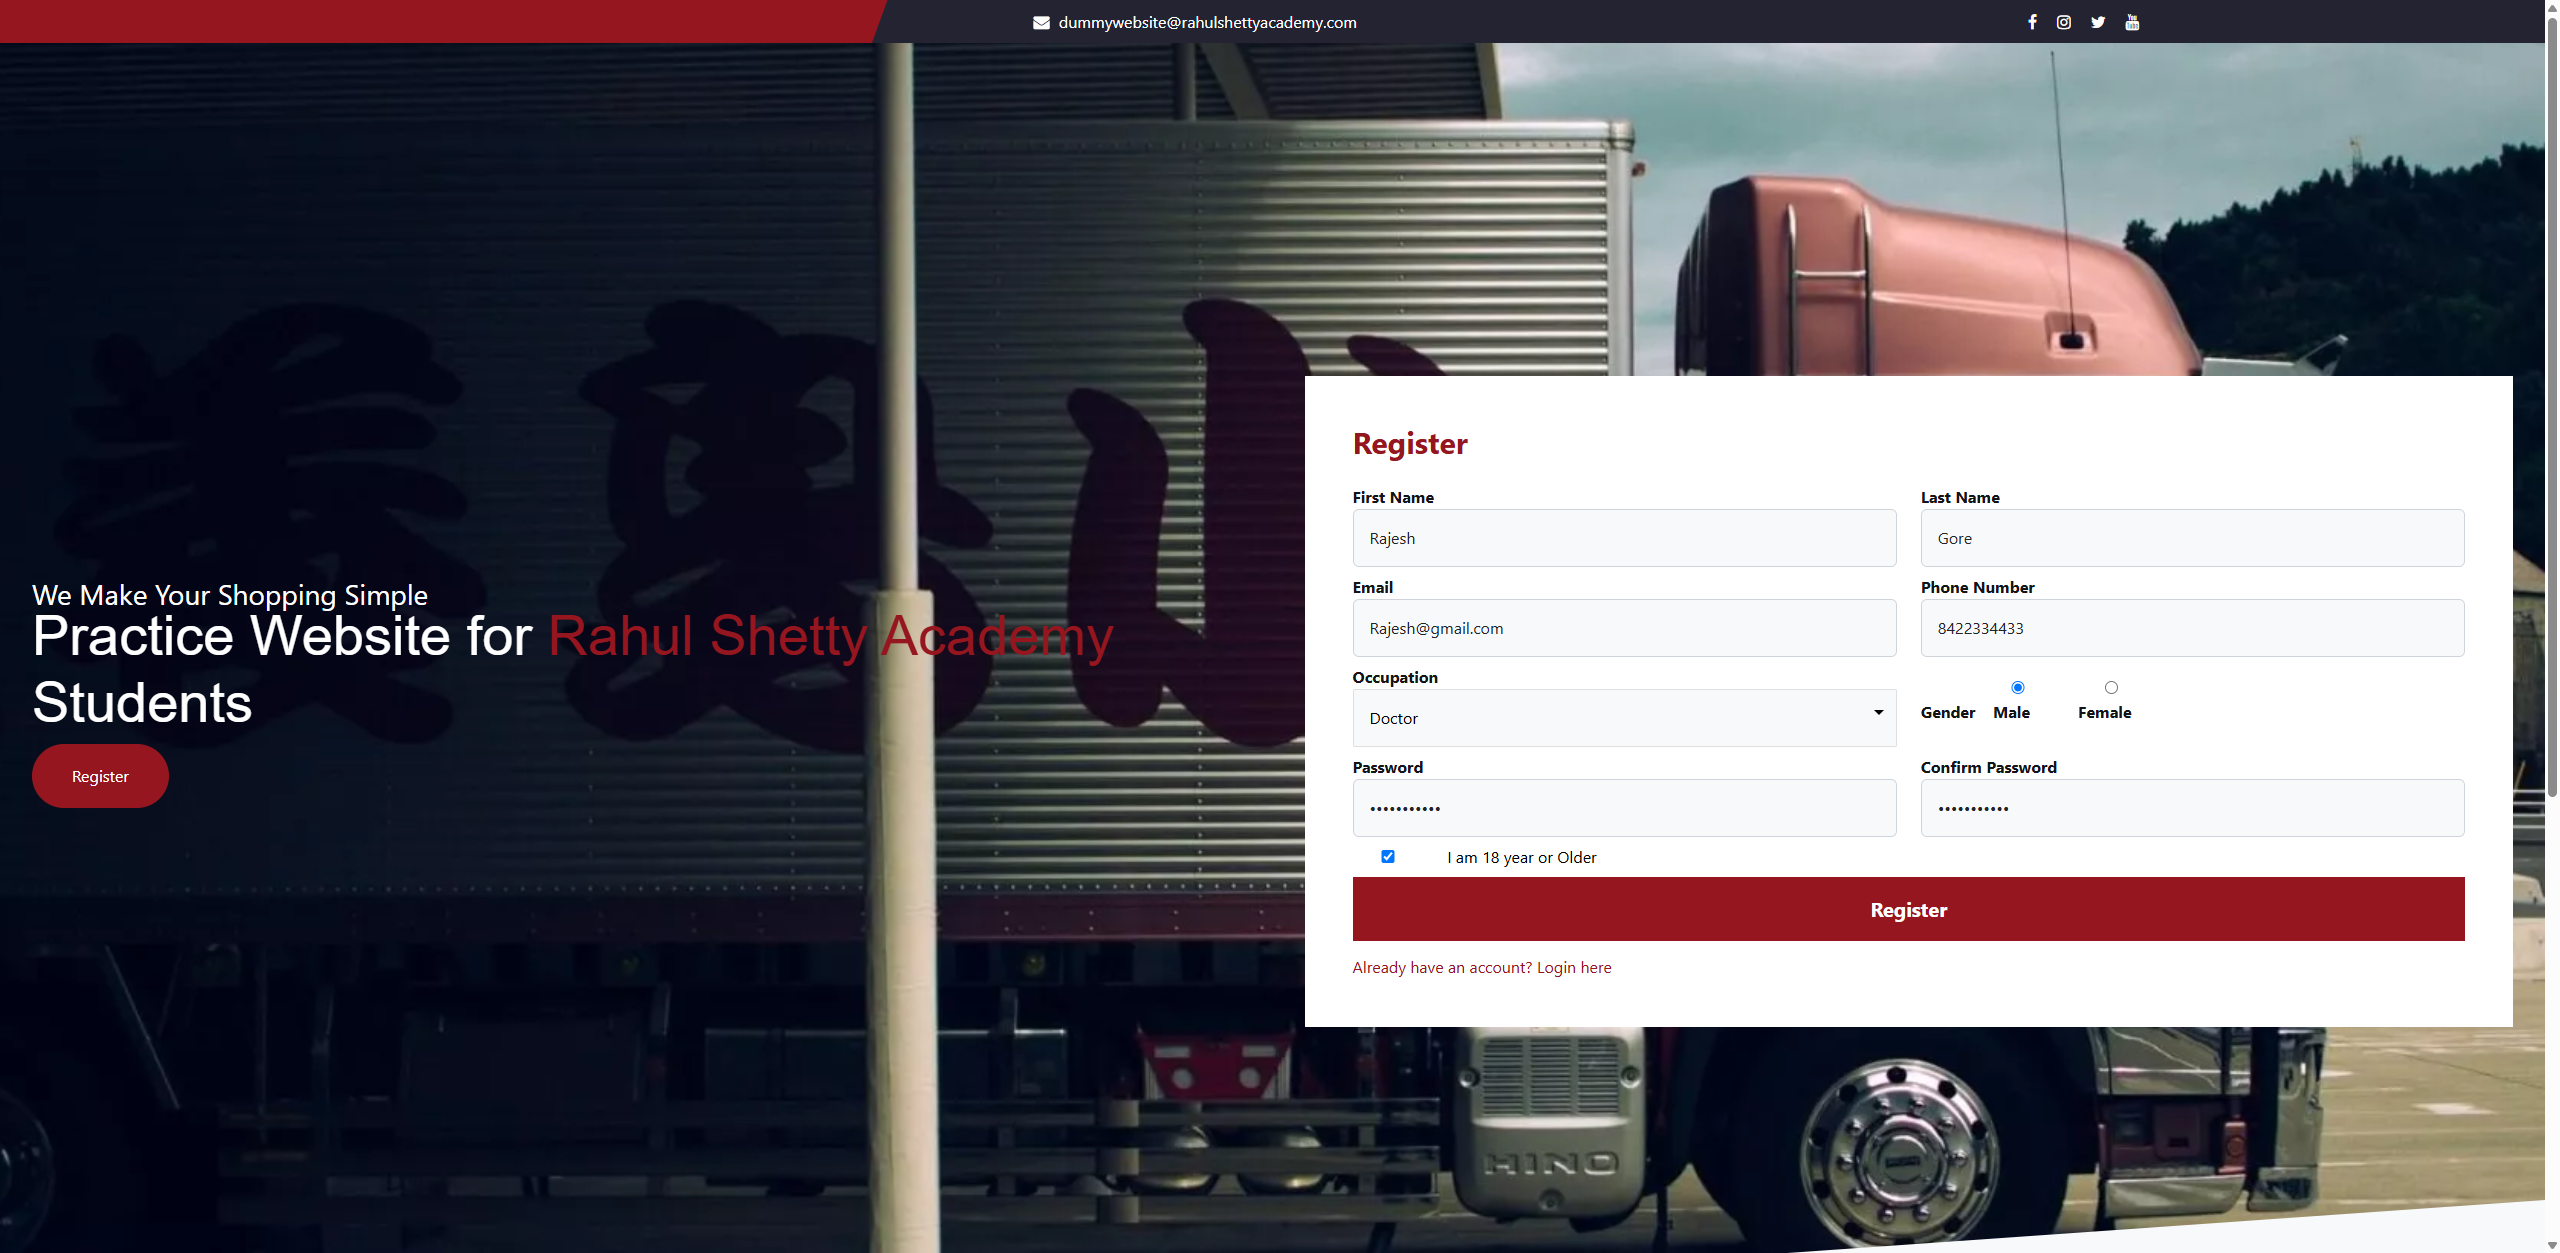 dummywebsite@rahulshettyacademy.com
We Make Your Shopping Simple
Practice Website for Rahul Shetty Academy
Students
Register
Register
First Name
Last Name
Rajesh
Gore
Email
Phone Number
Rajesh@gmail.com
8422334433
Occupation
Doctor
Gender Male Female
Password
Confirm Password
•••••••••••
•••••••••••
I am 18 year or Older
Register
Already have an account? Login here
HINO